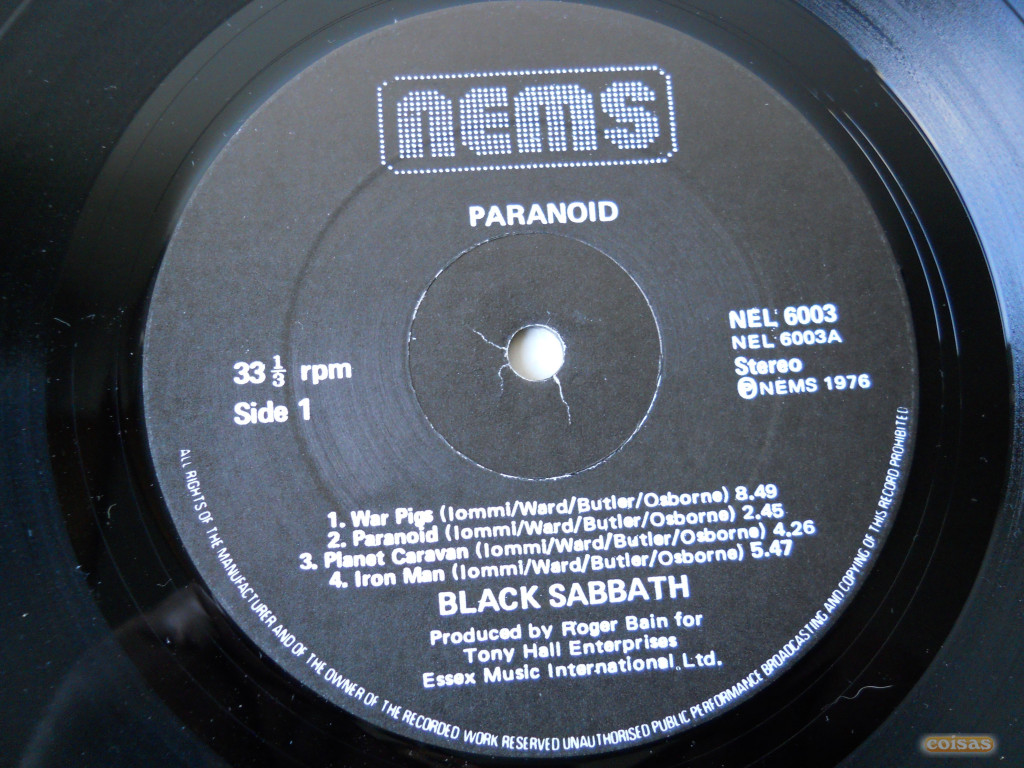 nems
PARANOID
NEL 6003
NEL 6003A
Stereo
Ⓟ NEMS 1976
33 1/3 rpm
Side 1
1. War Pigs (Iommi/Ward/Butler/Osborne) 8.49
2. Paranoid (Iommi/Ward/Butler/Osborne) 2.45
3. Planet Caravan (Iommi/Ward/Butler/Osborne) 4.26
4. Iron Man (Iommi/Ward/Butler/Osborne) 5.47
BLACK SABBATH
Produced by Roger Bain for
Tony Hall Enterprises
Essex Music International Ltd.
ALL RIGHTS OF THE MANUFACTURER AND OF THE OWNER OF THE RECORDED WORK RESERVED UNAUTHORISED PUBLIC PERFORMANCE BROADCASTING AND COPYING OF THIS RECORD PROHIBITED
coisas